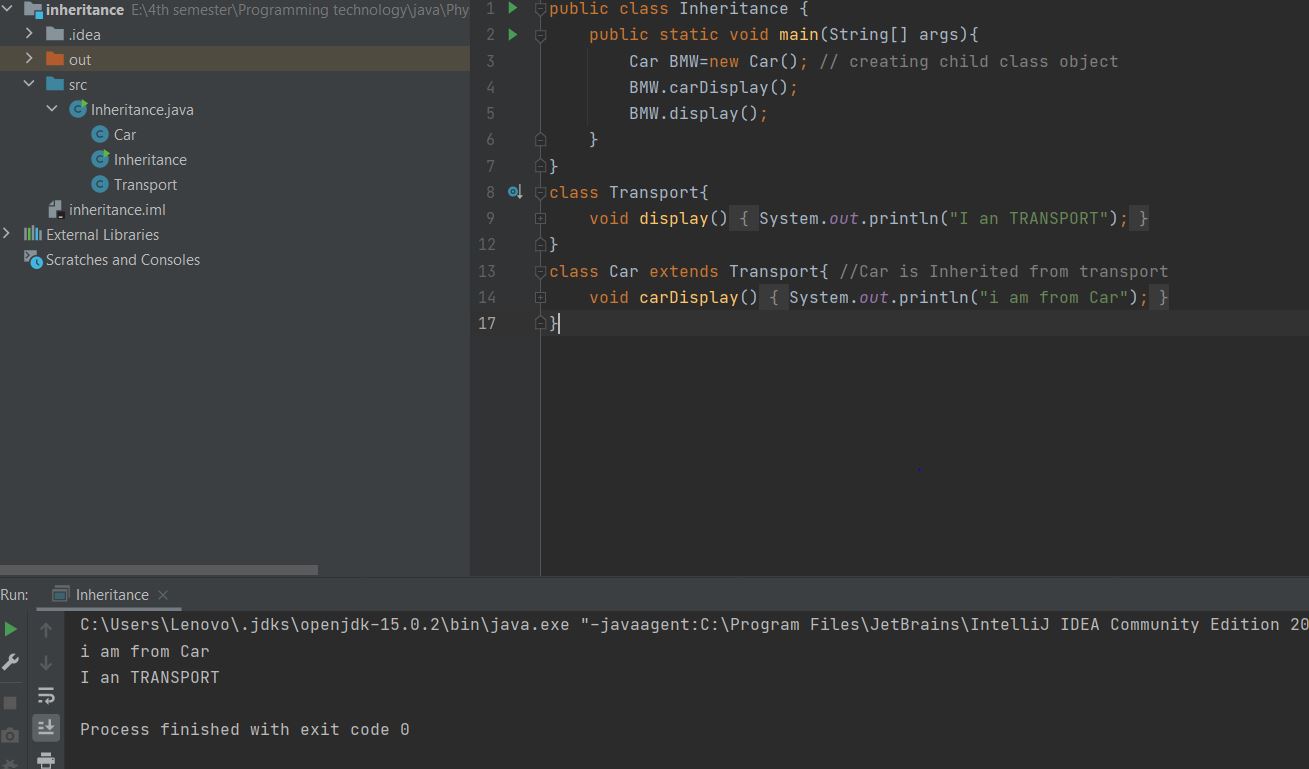 inheritance E:\4th semester\Programming technology\java\Phy
.idea
out
src
Inheritance.java
Car
Inheritance
Transport
inheritance.iml
External Libraries
Scratches and Consoles
1 public class Inheritance {
2 public static void main(String[] args){
3 Car BMW=new Car(); // creating child class object
4 BMW.carDisplay();
5 BMW.display();
6 }
7 }
8 class Transport{
9 void display() { System.out.println("I an TRANSPORT"); }
12 }
13 class Car extends Transport{ //Car is Inherited from transport
14 void carDisplay() { System.out.println("i am from Car"); }
17 }
Run: Inheritance
C:\Users\Lenovo\.jdks\openjdk-15.0.2\bin\java.exe "-javaagent:C:\Program Files\JetBrains\IntelliJ IDEA Community Edition 20
i am from Car
I an TRANSPORT
Process finished with exit code 0